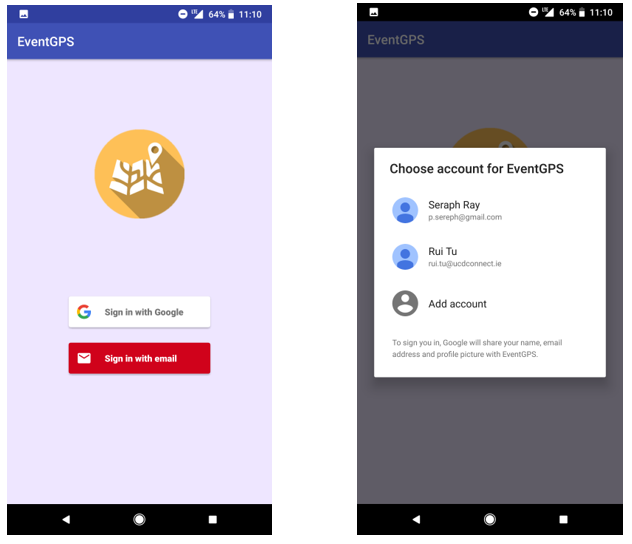 64% 11:10
EventGPS
Sign in with Google
Sign in with email
64% 11:10
EventGPS
Choose account for EventGPS
Seraph Ray
p.sereph@gmail.com
Rui Tu
rui.tu@ucdconnect.ie
Add account
To sign you in, Google will share your name, email
address and profile picture with EventGPS.